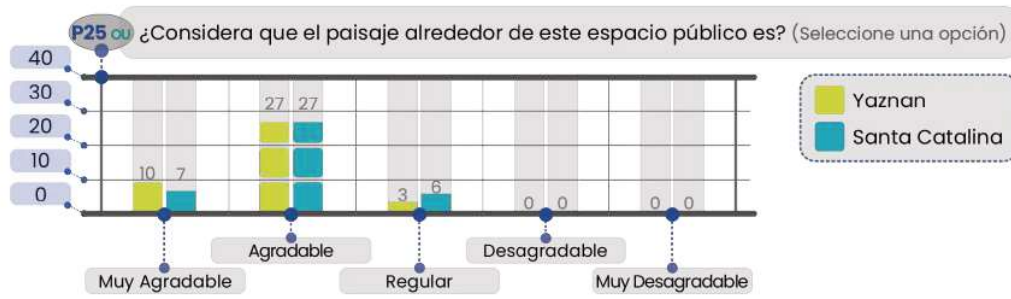 P25 OU ¿Considera que el paisaje alrededor de este espacio público es? (Seleccione una opción)
40
30
20
10
0
10 7
27 27
3 6
0 0
0 0
Muy Agradable
Agradable
Regular
Desagradable
Muy Desagradable
Yaznan
Santa Catalina